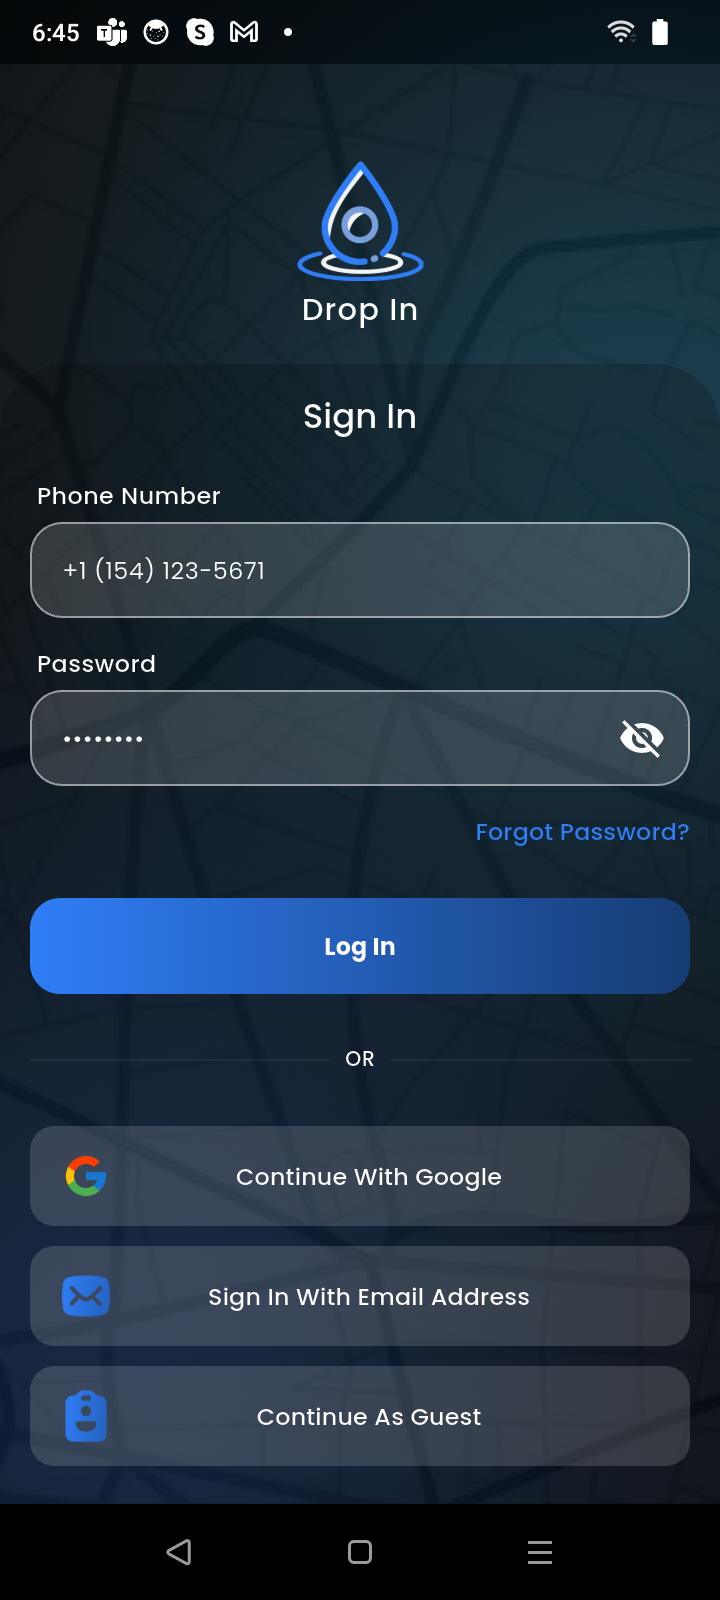 6:45
Drop In
Sign In
Phone Number
+1 (154) 123-5671
Password
••••••••
Forgot Password?
Log In
OR
Continue With Google
Sign In With Email Address
Continue As Guest